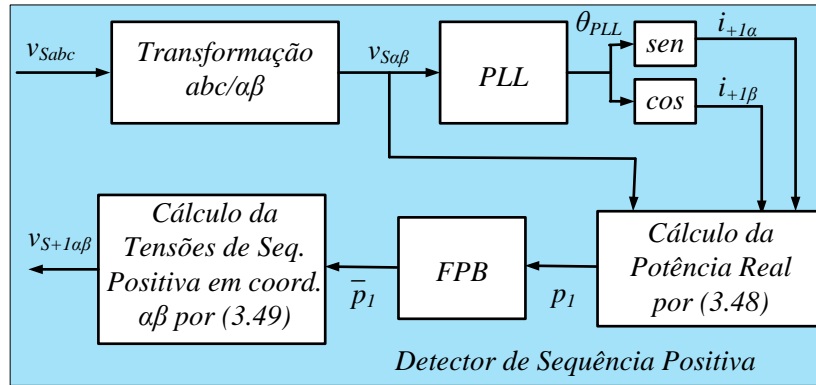 v_Sabc
Transformação
abc/αβ
v_Sαβ
PLL
θ_PLL
sen
i_+1α
cos
i_+1β
v_S+1αβ
Cálculo da
Tensões de Seq.
Positiva em coord.
αβ por (3.49)
p̅_1
FPB
p_1
Cálculo da
Potência Real
por (3.48)
Detector de Sequência Positiva